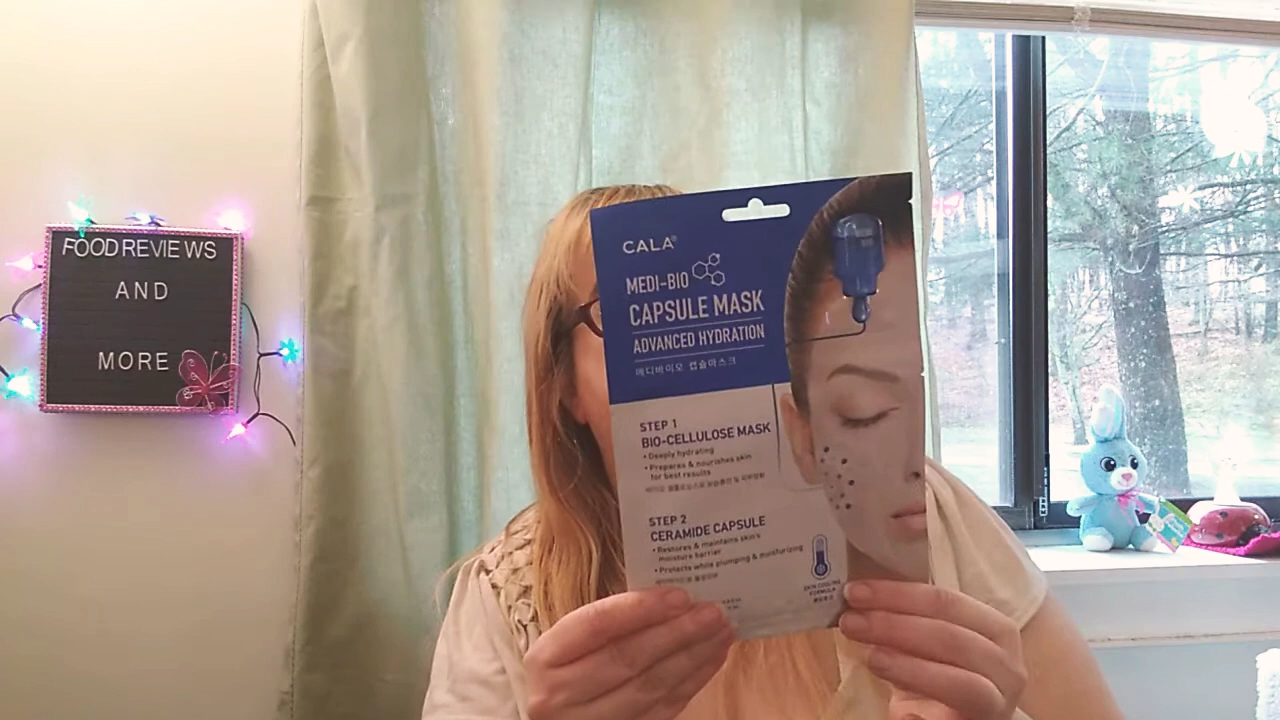 FOOD REVIEWS
AND
MORE
CALA®
MEDI-BIO
CAPSULE MASK
ADVANCED HYDRATION
메디바이오 캡슐마스크
STEP 1
BIO-CELLULOSE MASK
• Deeply hydrating
• Prepares & nourishes skin
for best results
STEP 2
CERAMIDE CAPSULE
• Restores & maintains skin's
moisture barrier
• Protects while plumping & moisturizing
SKIN COOLING
FORMULA